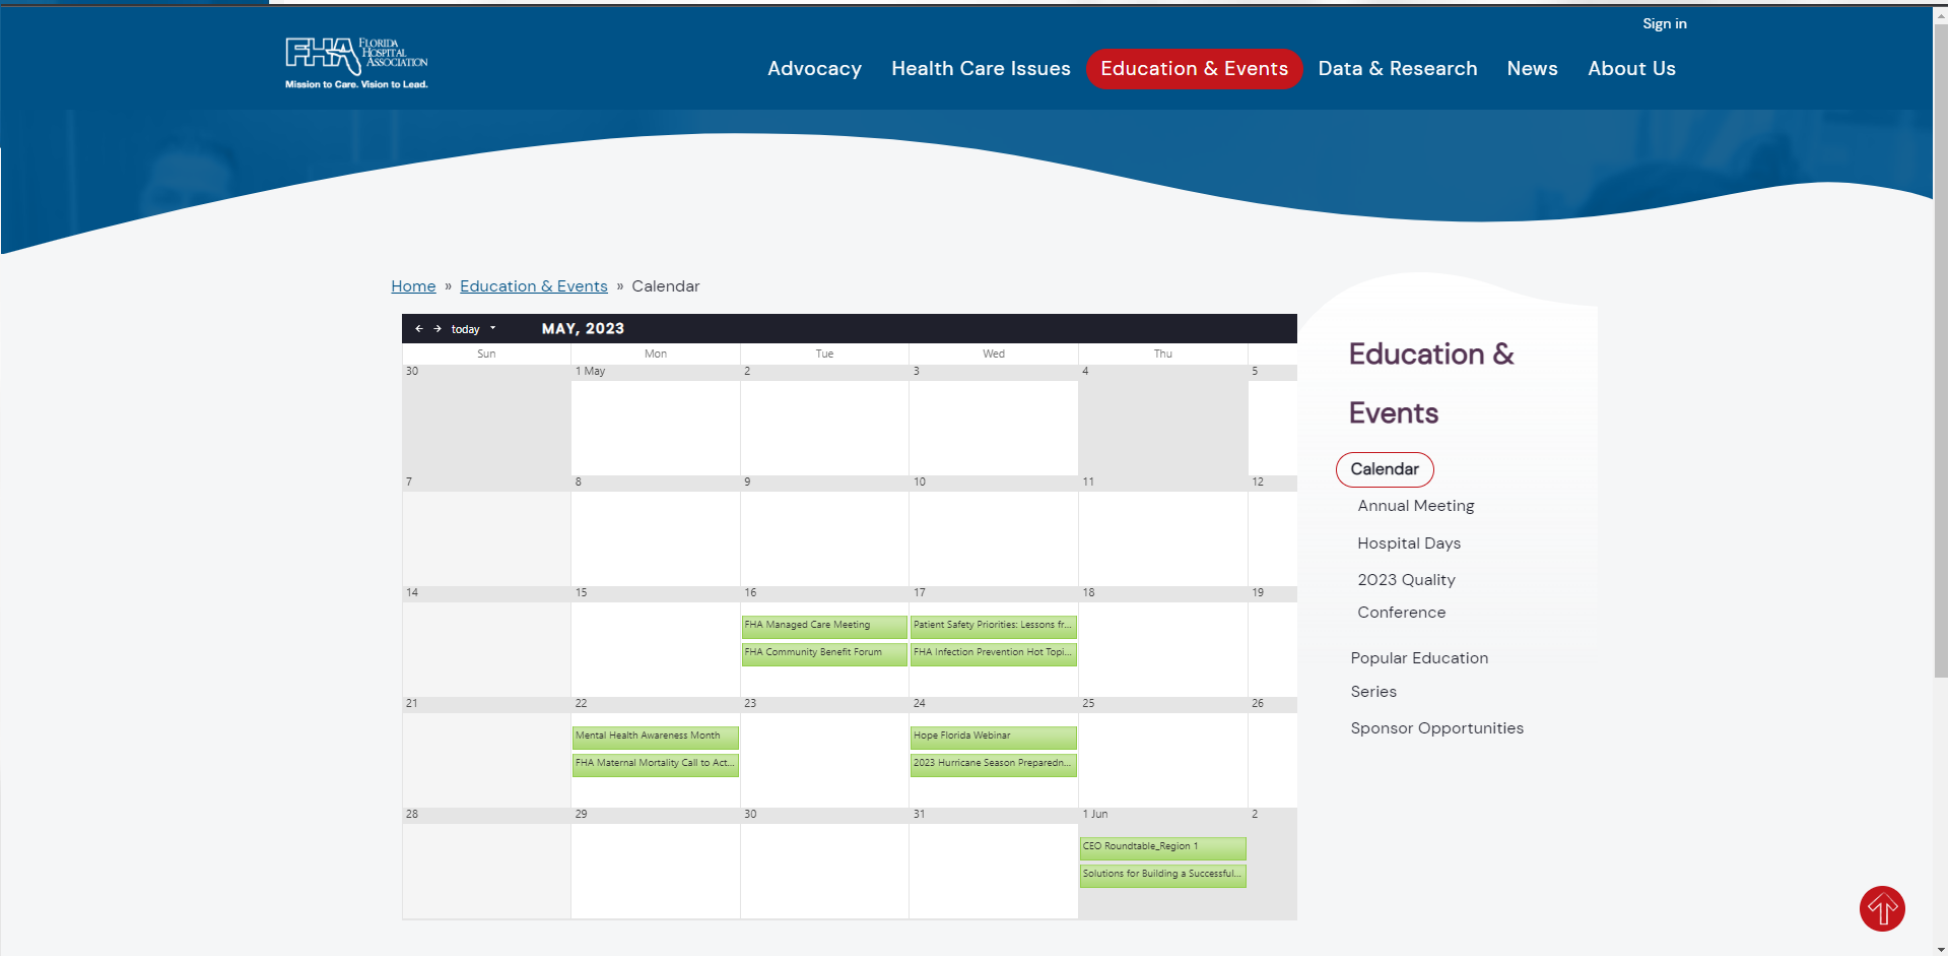 Sign in
FHA FLORIDA
HOSPITAL
ASSOCIATION
Mission to Care. Vision to Lead.
Advocacy Health Care Issues Education & Events Data & Research News About Us
Home » Education & Events » Calendar
today MAY, 2023
Sun Mon Tue Wed Thu
30 1 May 2 3 4 5
7 8 9 10 11 12
14 15 16 17 18 19
FHA Managed Care Meeting Patient Safety Priorities: Lessons fr...
FHA Community Benefit Forum FHA Infection Prevention Hot Topi...
21 22 23 24 25 26
Mental Health Awareness Month Hope Florida Webinar
FHA Maternal Mortality Call to Act... 2023 Hurricane Season Preparedn...
28 29 30 31 1 Jun 2
CEO Roundtable_Region 1
Solutions for Building a Successful...
Education &
Events
Calendar
Annual Meeting
Hospital Days
2023 Quality
Conference
Popular Education
Series
Sponsor Opportunities